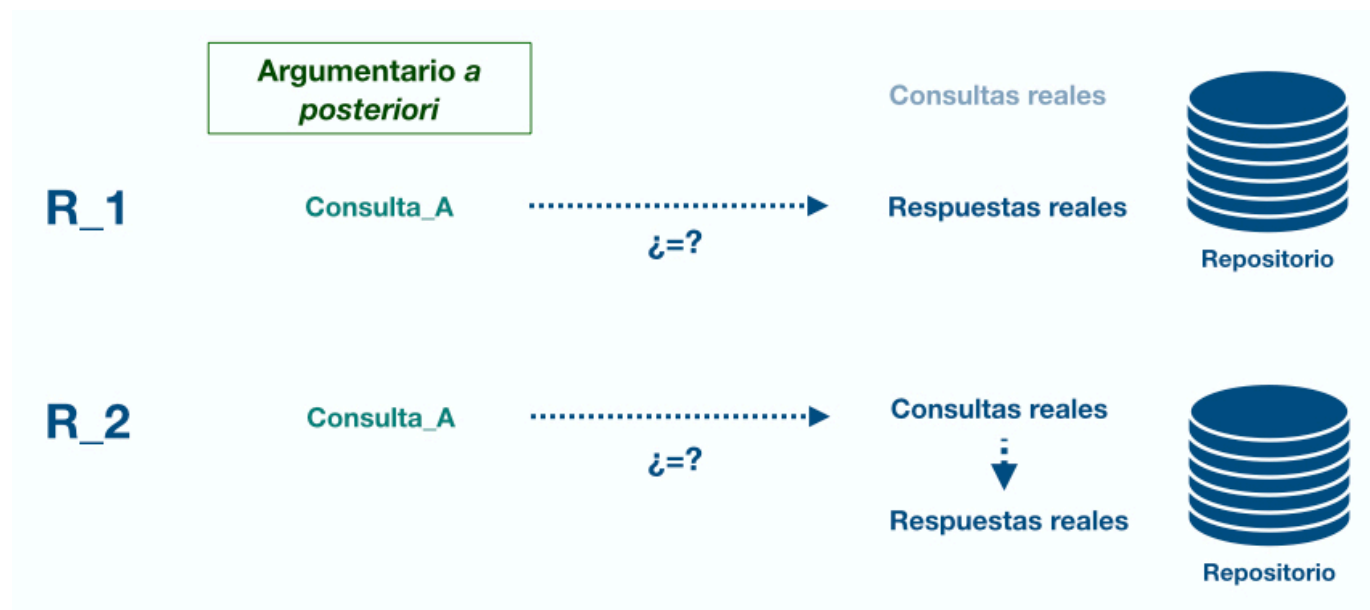 Argumentario a
posteriori
Consultas reales
R_1
Consulta_A
Respuestas reales
¿=?
Repositorio
R_2
Consulta_A
Consultas reales
¿=?
Respuestas reales
Repositorio